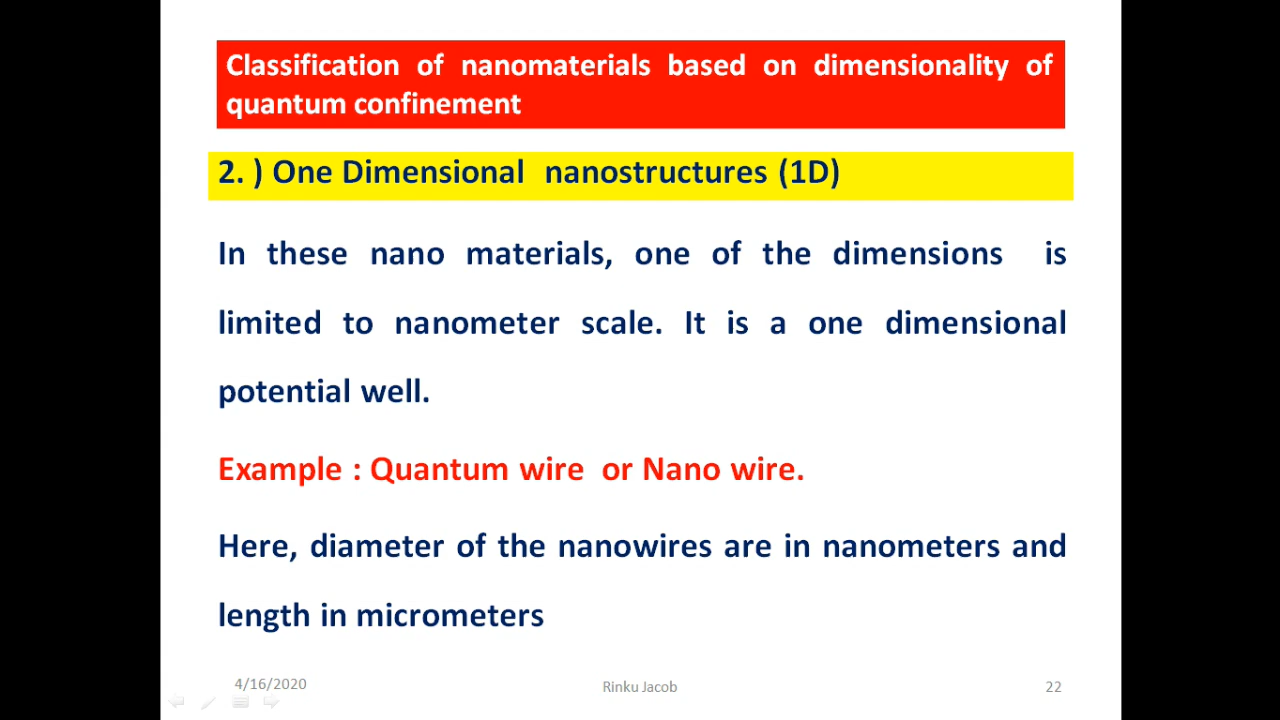 Classification of nanomaterials based on dimensionality of
quantum confinement
2. ) One Dimensional nanostructures (1D)
In these nano materials, one of the dimensions is
limited to nanometer scale. It is a one dimensional
potential well.
Example : Quantum wire or Nano wire.
Here, diameter of the nanowires are in nanometers and
length in micrometers
4/16/2020
Rinku Jacob
22